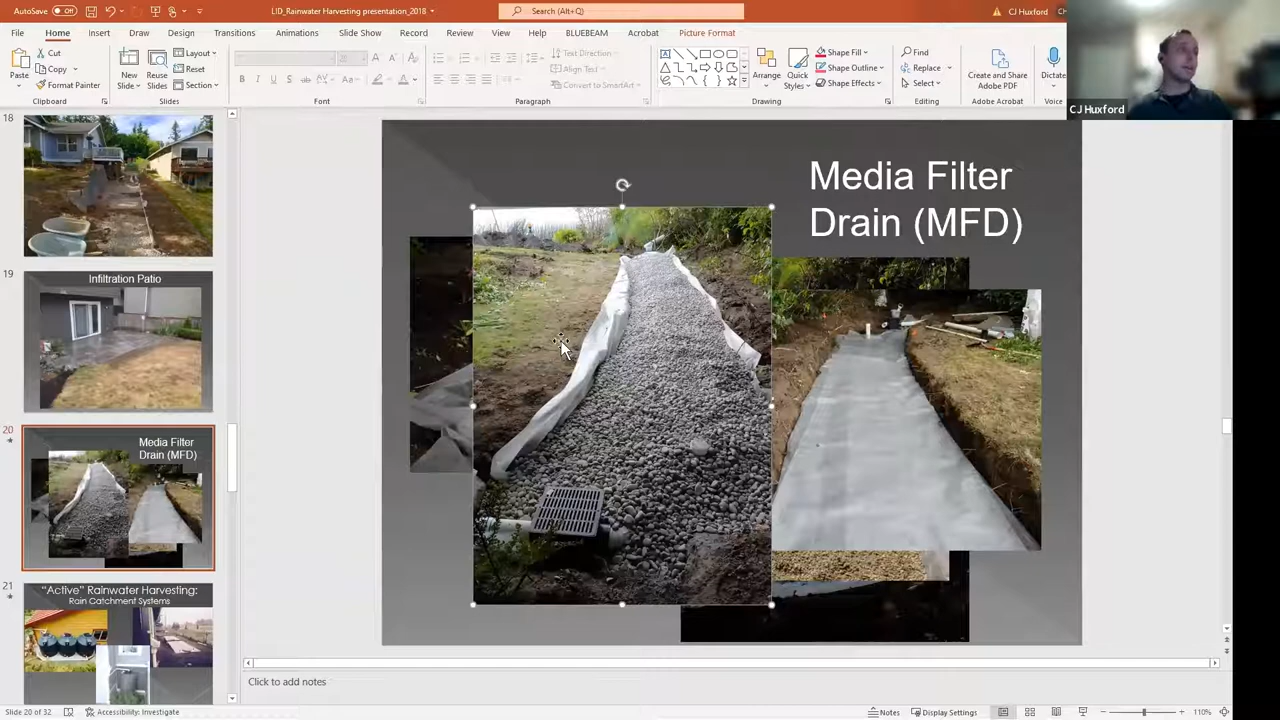 AutoSave Off
LID_Rainwater Harvesting presentation_2018
Search (Alt+Q)
CJ Huxford
File Home Insert Draw Design Transitions Animations Slide Show Record Review View Help BLUEBEAM Acrobat Picture Format
Paste
Cut
Copy
Format Painter
Clipboard
New Slide
Reuse Slides
Layout
Reset
Section
Slides
Font
Text Direction
Align Text
Convert to SmartArt
Paragraph
Arrange
Quick Styles
Shape Fill
Shape Outline
Shape Effects
Drawing
Find
Replace
Select
Editing
Create and Share Adobe PDF
Adobe Acrobat
Dictate
Voice
CJ Huxford
18
19
Infiltration Patio
20
Media Filter
Drain (MFD)
21
"Active" Rainwater Harvesting:
Rain Catchment Systems
Media Filter
Drain (MFD)
Click to add notes
Slide 20 of 32
Accessibility: Investigate
Notes
Display Settings
110%